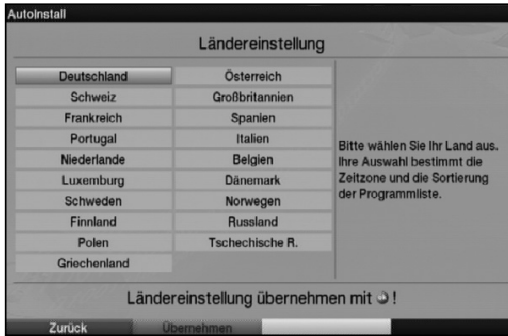 Autoinstall
Ländereinstellung
Deutschland
Österreich
Schweiz
Großbritannien
Frankreich
Spanien
Portugal
Italien
Niederlande
Belgien
Luxemburg
Dänemark
Schweden
Norwegen
Finnland
Russland
Polen
Tschechische R.
Griechenland
Bitte wählen Sie Ihr Land aus.
Ihre Auswahl bestimmt die
Zeitzone und die Sortierung
der Programmliste.
Ländereinstellung übernehmen mit !
Zurück
Übernehmen